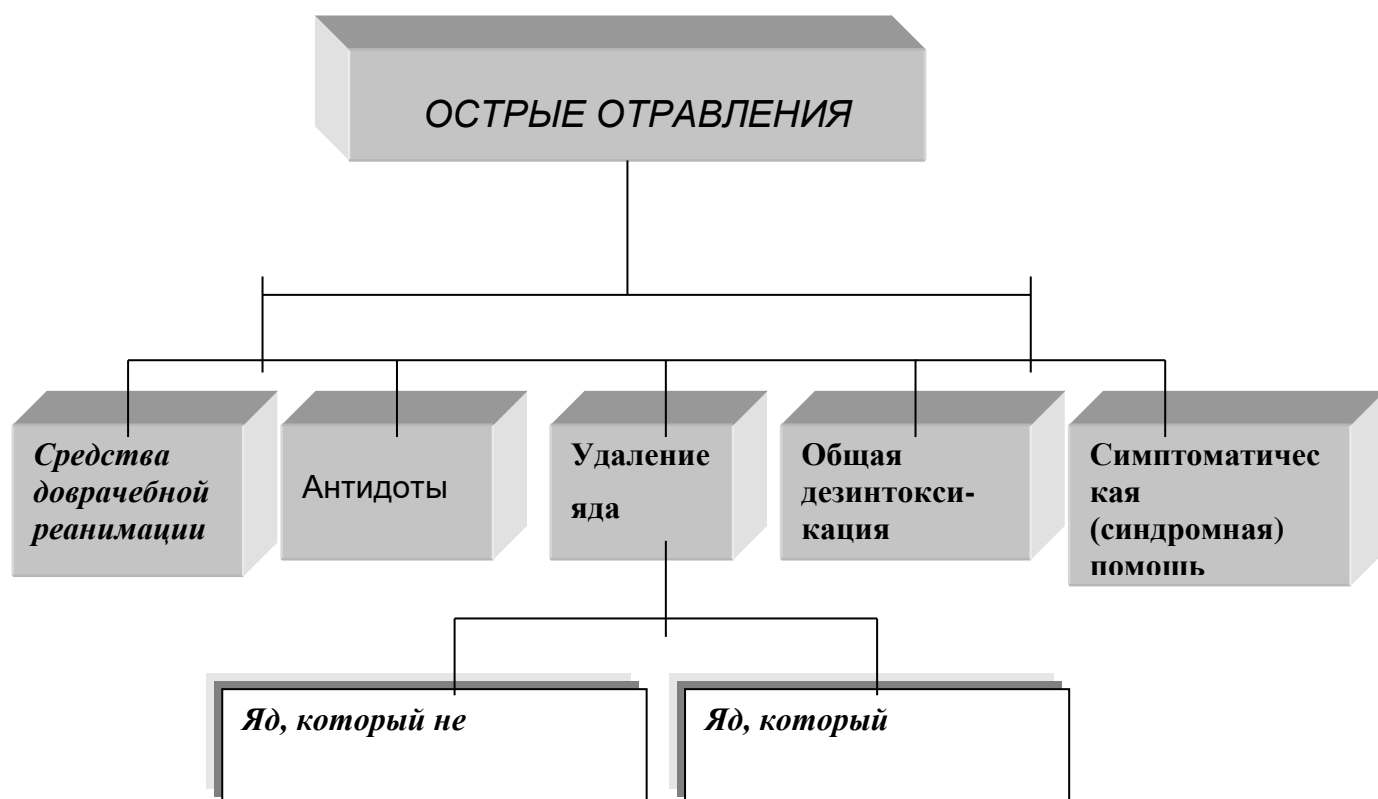 ОСТРЫЕ ОТРАВЛЕНИЯ
Средства
доврачебной
реанимации
Антидоты
Удаление
яда
Общая
дезинтокси-
кация
Симптоматичес
кая
(синдромная)
помощь
Яд, который не
Яд, который